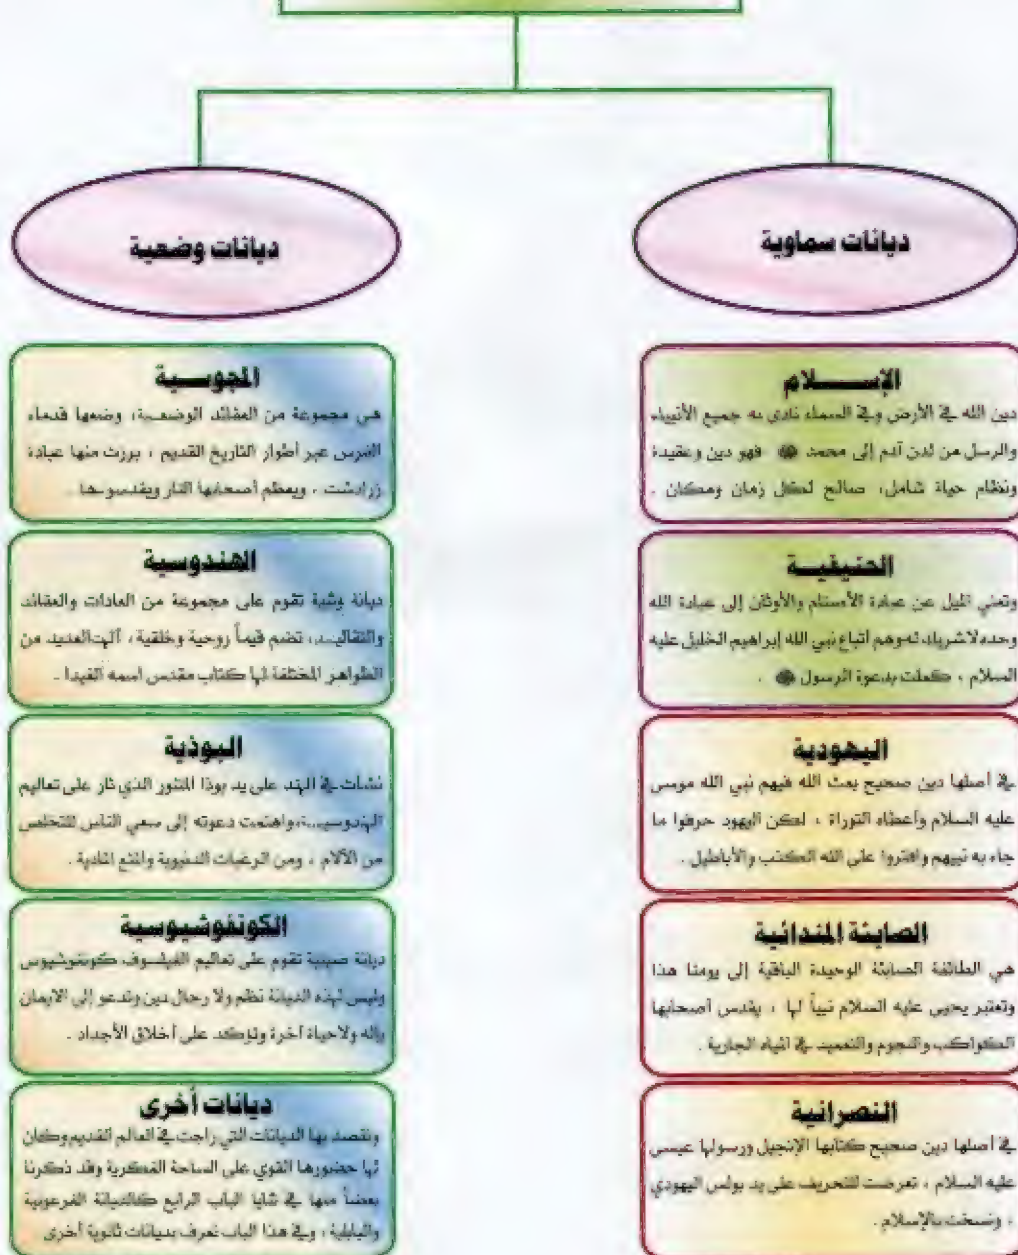 ديانات سماوية
الإســـــلام
دين الله في الأرض وفي السماء نادى به جميع الأنبياء
والرسل من لدن آدم إلى محمد ﷺ فهو دين وعقيدة
ونظام حياة شامل، صالح لكل زمان ومكان .
الحنيفيــة
وتعني الميل عن عبادة الأصنام والأوثان إلى عبادة الله
وحده لا شريك له وهم أتباع نبي الله إبراهيم الخليل عليه
السلام ، كملت بدعوة الرسول ﷺ .
اليهودية
في أصلها دين صحيح بعث الله فيهم نبي الله موسى
عليه السلام وأعطاه التوراة ، لكن اليهود حرفوا ما
جاء به نبيهم وافتروا على الله الكذب والأباطيل .
الصابئة المندائية
هي الطائفة الصابئة الوحيدة الباقية إلى يومنا هذا
وتعتبر يحيى عليه السلام نبياً لها ، يقدس أصحابها
الكواكب والنجوم والتعميد في المياه الجارية .
النصرانية
في أصلها دين صحيح كتابها الإنجيل ورسولها عيسى
عليه السلام ، تعرضت للتحريف على يد بولس اليهودي
، ونسخت بالإسلام .
ديانات وضعية
المجوســية
هي مجموعة من العقائد الوضعية، وضعها قدماء
الفرس عبر أطوار التاريخ القديم ، برزت منها عبادة
زرادشت ، ويعظم أصحابها النار ويقدسونها .
الهندوسية
ديانة وثنية تقوم على مجموعة من العادات والعقائد
والتقاليد، تضم قيماً روحية وخلقية، ألهت العديد من
الظواهر المختلفة لها كتاب مقدس اسمه الفيدا .
البوذية
نشأت في الهند على يد بوذا المتنور الذي ثار على تعاليم
الهندوسية، واهتمت دعوته إلى سعي الناس للتخلص
من الآلام ، ومن الرغبات الدنيوية والمتع المادية .
الكونفوشيوسية
ديانة صينية تقوم على تعاليم الفيلسوف كونفوشيوس
وليس لهذه الديانة نظم ولا رجال دين وتدعو إلى الايمان
بإله ولا حياة آخرة وتؤكد على أخلاق الأجداد .
ديانات أخرى
ونقصد بها الديانات التي راجت في العالم القديم وكان
لها حضورها القوي على الساحة الفكرية وقد ذكرنا
بعضاً منها في ثنايا الباب الرابع كالديانة الفرعونية
والبابلية ، وفي هذا الباب نعرف بديانات ثانوية أخرى